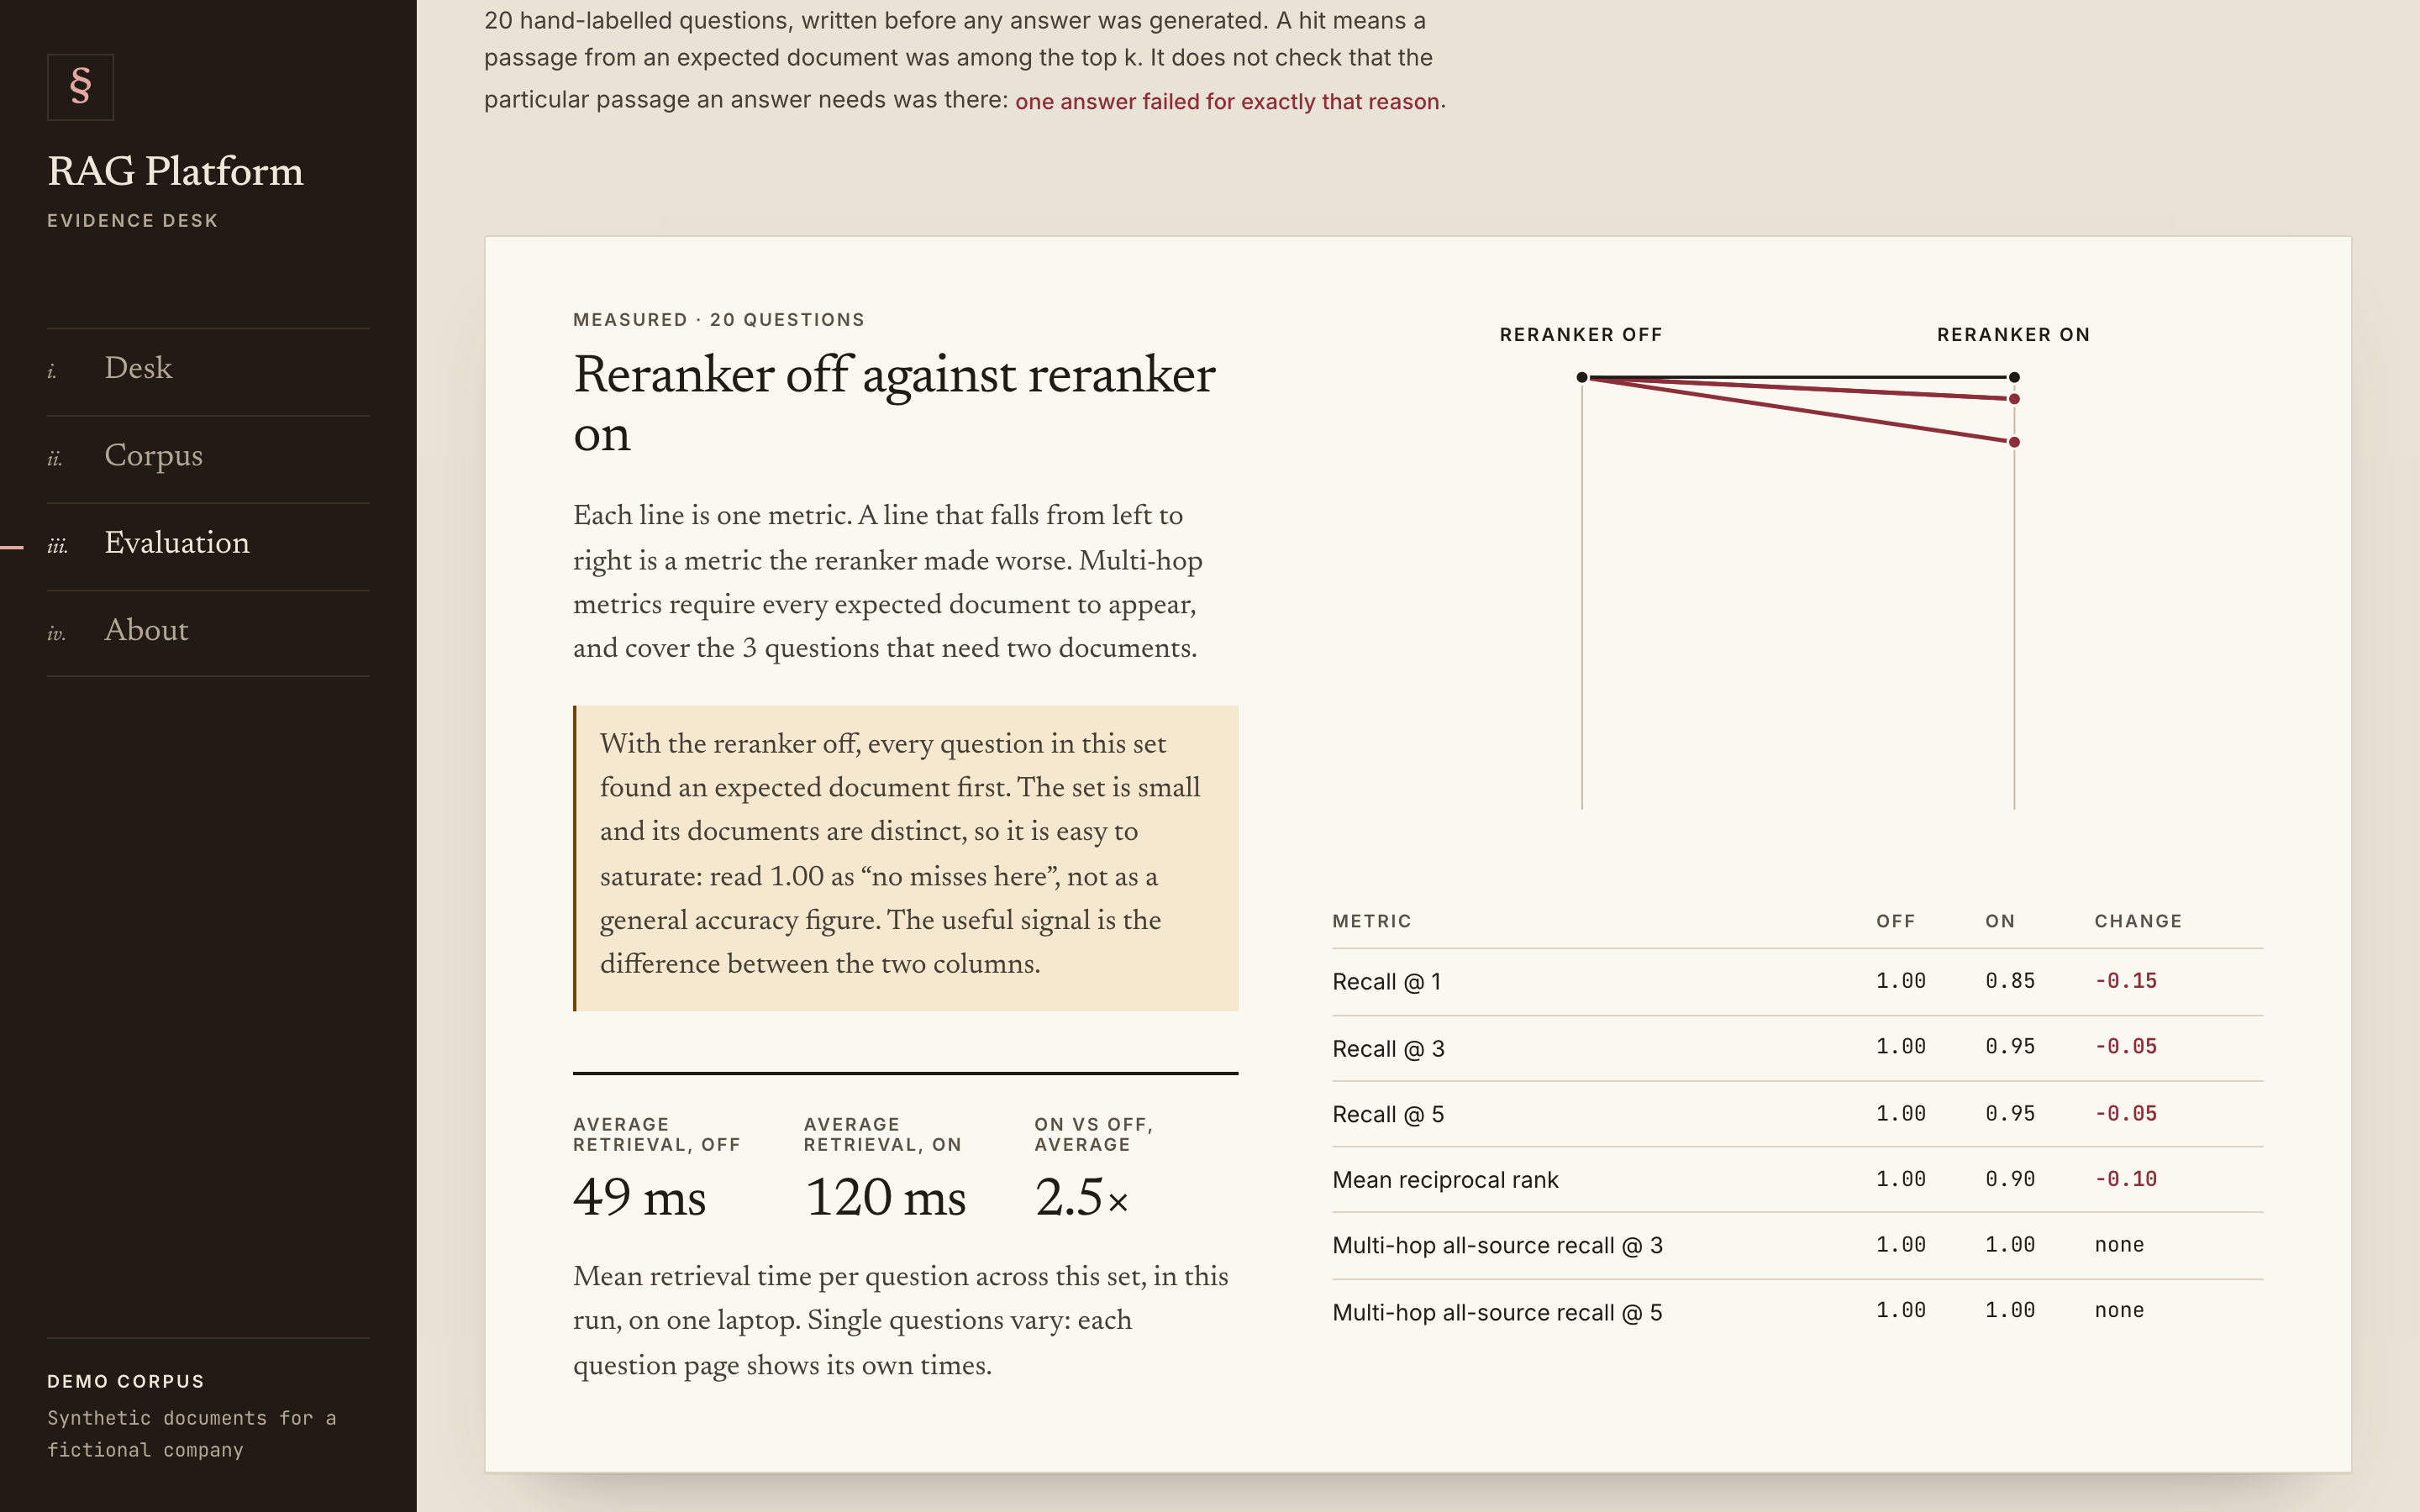 §
RAG Platform
EVIDENCE DESK
i. Desk
ii. Corpus
iii. Evaluation
iv. About
DEMO CORPUS
Synthetic documents for a
fictional company
20 hand-labelled questions, written before any answer was generated. A hit means a
passage from an expected document was among the top k. It does not check that the
particular passage an answer needs was there: one answer failed for exactly that reason.
MEASURED · 20 QUESTIONS
Reranker off against reranker
on
Each line is one metric. A line that falls from left to
right is a metric the reranker made worse. Multi-hop
metrics require every expected document to appear,
and cover the 3 questions that need two documents.
With the reranker off, every question in this set
found an expected document first. The set is small
and its documents are distinct, so it is easy to
saturate: read 1.00 as “no misses here”, not as a
general accuracy figure. The useful signal is the
difference between the two columns.
AVERAGE RETRIEVAL, OFF
49 ms
AVERAGE RETRIEVAL, ON
120 ms
ON VS OFF, AVERAGE
2.5×
Mean retrieval time per question across this set, in this
run, on one laptop. Single questions vary: each
question page shows its own times.
RERANKER OFF RERANKER ON
METRIC OFF ON CHANGE
Recall @ 1 1.00 0.85 -0.15
Recall @ 3 1.00 0.95 -0.05
Recall @ 5 1.00 0.95 -0.05
Mean reciprocal rank 1.00 0.90 -0.10
Multi-hop all-source recall @ 3 1.00 1.00 none
Multi-hop all-source recall @ 5 1.00 1.00 none